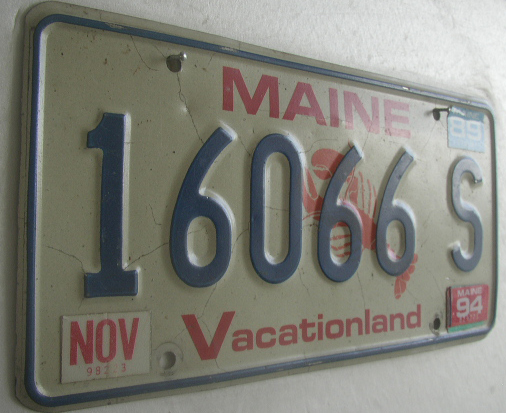 MAINE
89
16066 S
NOV
MAINE
94
Vacationland